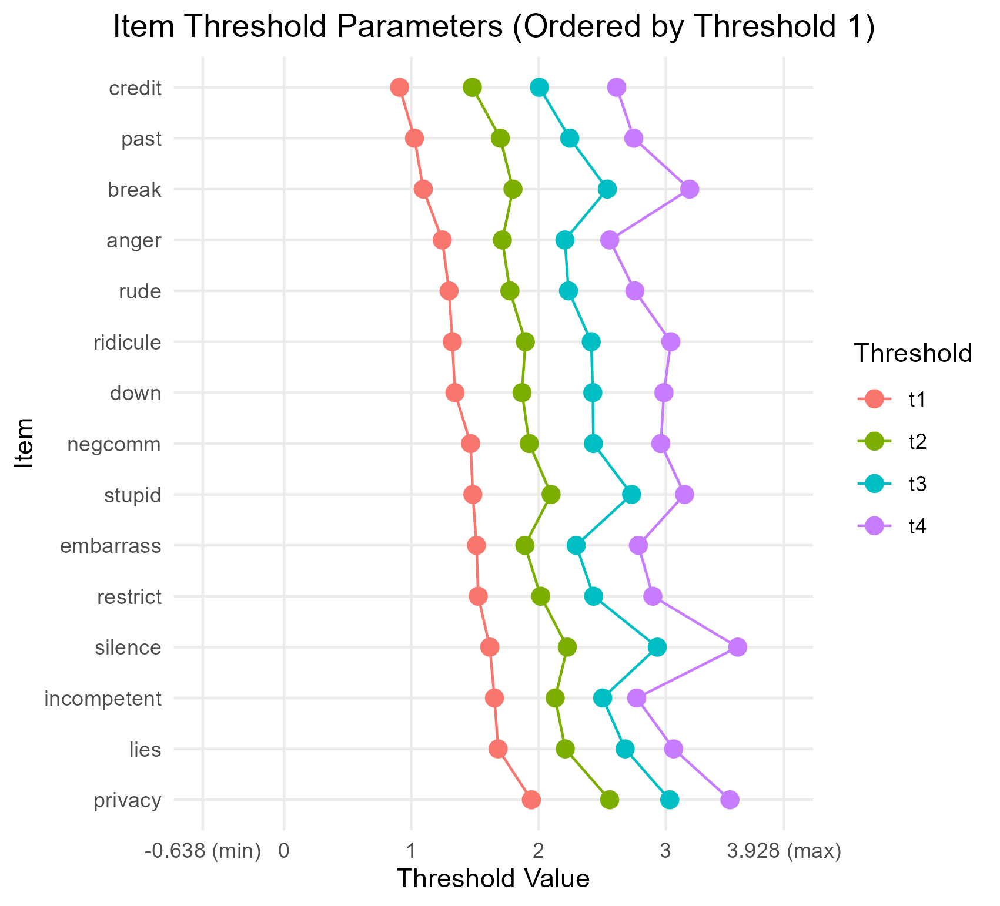 Item Threshold Parameters (Ordered by Threshold 1)
credit
past
break
anger
rude
ridicule
down
negcomm
stupid
embarrass
restrict
silence
incompetent
lies
privacy
Item
-0.638 (min) 0 1 2 3 3.928 (max)
Threshold Value
Threshold
t1
t2
t3
t4